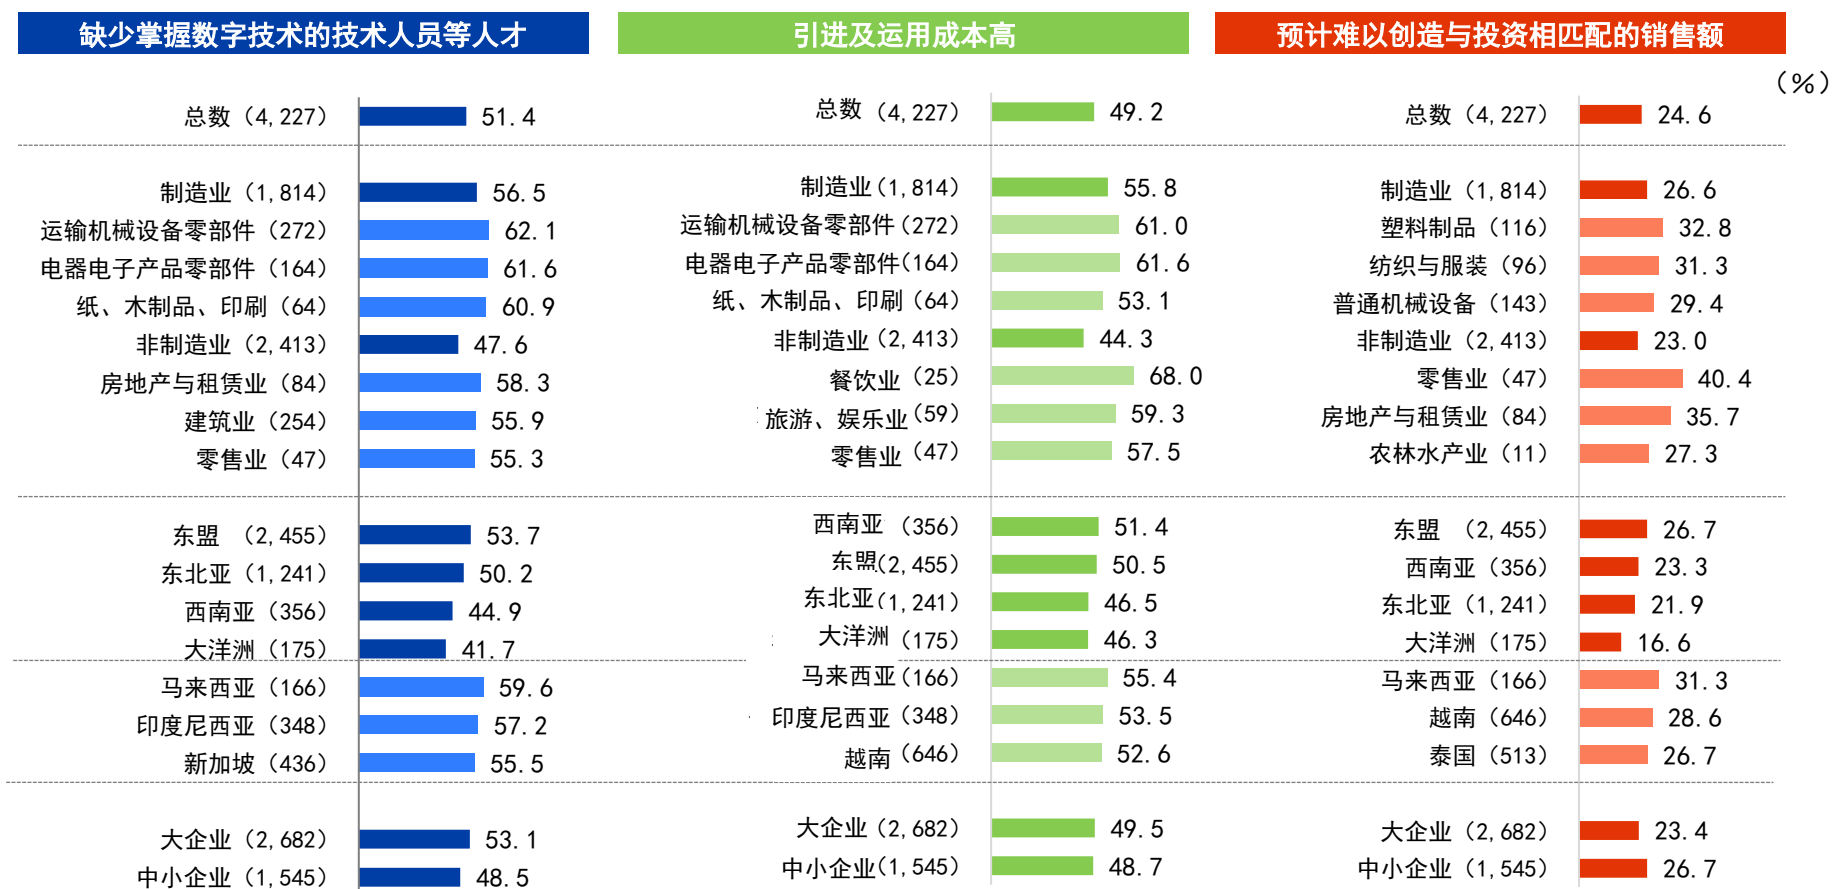 缺少掌握数字技术的技术人员等人才
总数（4,227） 51.4
制造业（1,814） 56.5
运输机械设备零部件（272） 62.1
电器电子产品零部件（164） 61.6
纸、木制品、印刷（64） 60.9
非制造业（2,413） 47.6
房地产与租赁业（84） 58.3
建筑业（254） 55.9
零售业（47） 55.3
东盟 （2,455） 53.7
东北亚（1,241） 50.2
西南亚（356） 44.9
大洋洲（175） 41.7
马来西亚（166） 59.6
印度尼西亚（348） 57.2
新加坡（436） 55.5
大企业（2,682） 53.1
中小企业（1,545） 48.5
引进及运用成本高
总数（4,227） 49.2
制造业（1,814） 55.8
运输机械设备零部件（272） 61.0
电器电子产品零部件（164） 61.6
纸、木制品、印刷（64） 53.1
非制造业（2,413） 44.3
餐饮业（25） 68.0
旅游、娱乐业（59） 59.3
零售业（47） 57.5
西南亚（356） 51.4
东盟（2,455） 50.5
东北亚（1,241） 46.5
大洋洲（175） 46.3
马来西亚（166） 55.4
印度尼西亚（348） 53.5
越南（646） 52.6
大企业（2,682） 49.5
中小企业（1,545） 48.7
预计难以创造与投资相匹配的销售额
（%）
总数（4,227） 24.6
制造业（1,814） 26.6
塑料制品（116） 32.8
纺织与服装（96） 31.3
普通机械设备（143） 29.4
非制造业（2,413） 23.0
零售业（47） 40.4
房地产与租赁业（84） 35.7
农林水产业（11） 27.3
东盟 （2,455） 26.7
西南亚（356） 23.3
东北亚（1,241） 21.9
大洋洲（175） 16.6
马来西亚（166） 31.3
越南（646） 28.6
泰国（513） 26.7
大企业（2,682） 23.4
中小企业（1,545） 26.7